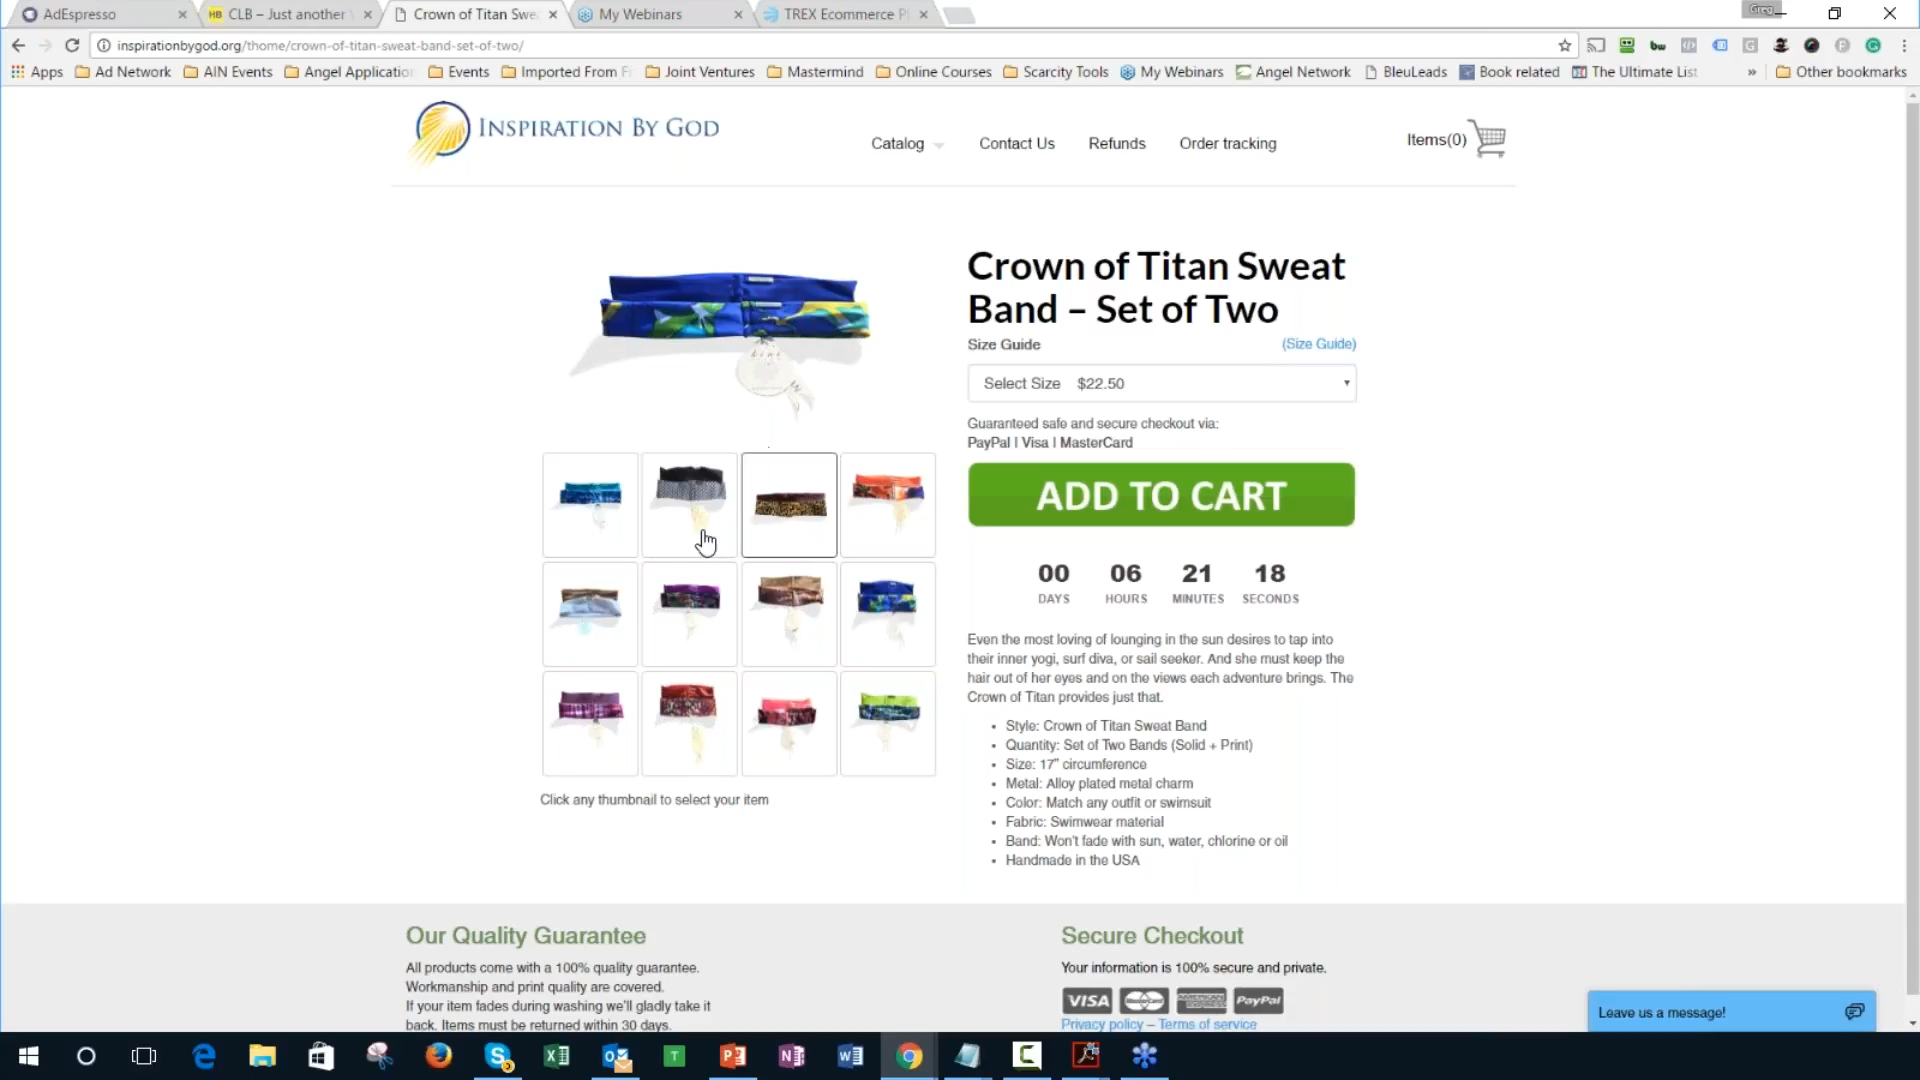 AdEspresso
CLB – Just another
Crown of Titan Swe
My Webinars
TREX Ecommerce P
Greg
inspirationbygod.org/thome/crown-of-titan-sweat-band-set-of-two/
Apps
Ad Network
AIN Events
Angel Applicatio
Events
Imported From F
Joint Ventures
Mastermind
Online Courses
Scarcity Tools
My Webinars
Angel Network
BleuLeads
Book related
The Ultimate List
»
Other bookmarks
INSPIRATION BY GOD
Catalog
Contact Us
Refunds
Order tracking
Items(0)
Crown of Titan Sweat
Band – Set of Two
Size Guide
(Size Guide)
Select Size $22.50
Guaranteed safe and secure checkout via:
PayPal | Visa | MasterCard
ADD TO CART
00 06 21 18
DAYS HOURS MINUTES SECONDS
Even the most loving of lounging in the sun desires to tap into
their inner yogi, surf diva, or sail seeker. And she must keep the
hair out of her eyes and on the views each adventure brings. The
Crown of Titan provides just that.
• Style: Crown of Titan Sweat Band
• Quantity: Set of Two Bands (Solid + Print)
• Size: 17″ circumference
• Metal: Alloy plated metal charm
• Color: Match any outfit or swimsuit
• Fabric: Swimwear material
• Band: Won't fade with sun, water, chlorine or oil
• Handmade in the USA
Click any thumbnail to select your item
Our Quality Guarantee
All products come with a 100% quality guarantee.
Workmanship and print quality are covered.
If your item fades during washing we'll gladly take it
back. Items must be returned within 30 days.
Secure Checkout
Your information is 100% secure and private.
VISA MasterCard AMERICAN EXPRESS PayPal
Privacy policy – Terms of service
Leave us a message!